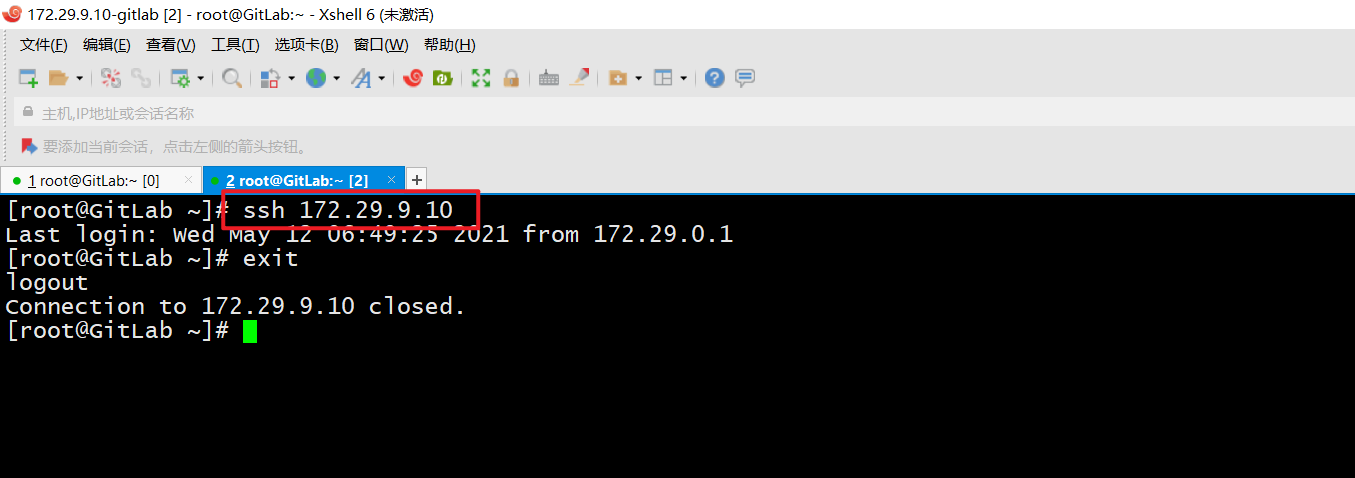 172.29.9.10-gitlab [2] - root@GitLab:~ - Xshell 6 (未激活)
文件(F) 编辑(E) 查看(V) 工具(T) 选项卡(B) 窗口(W) 帮助(H)
主机,IP地址或会话名称
要添加当前会话，点击左侧的箭头按钮。
1 root@GitLab:~ [0] × 2 root@GitLab:~ [2] × +
[root@GitLab ~]# ssh 172.29.9.10
Last login: Wed May 12 06:49:25 2021 from 172.29.0.1
[root@GitLab ~]# exit
logout
Connection to 172.29.9.10 closed.
[root@GitLab ~]#